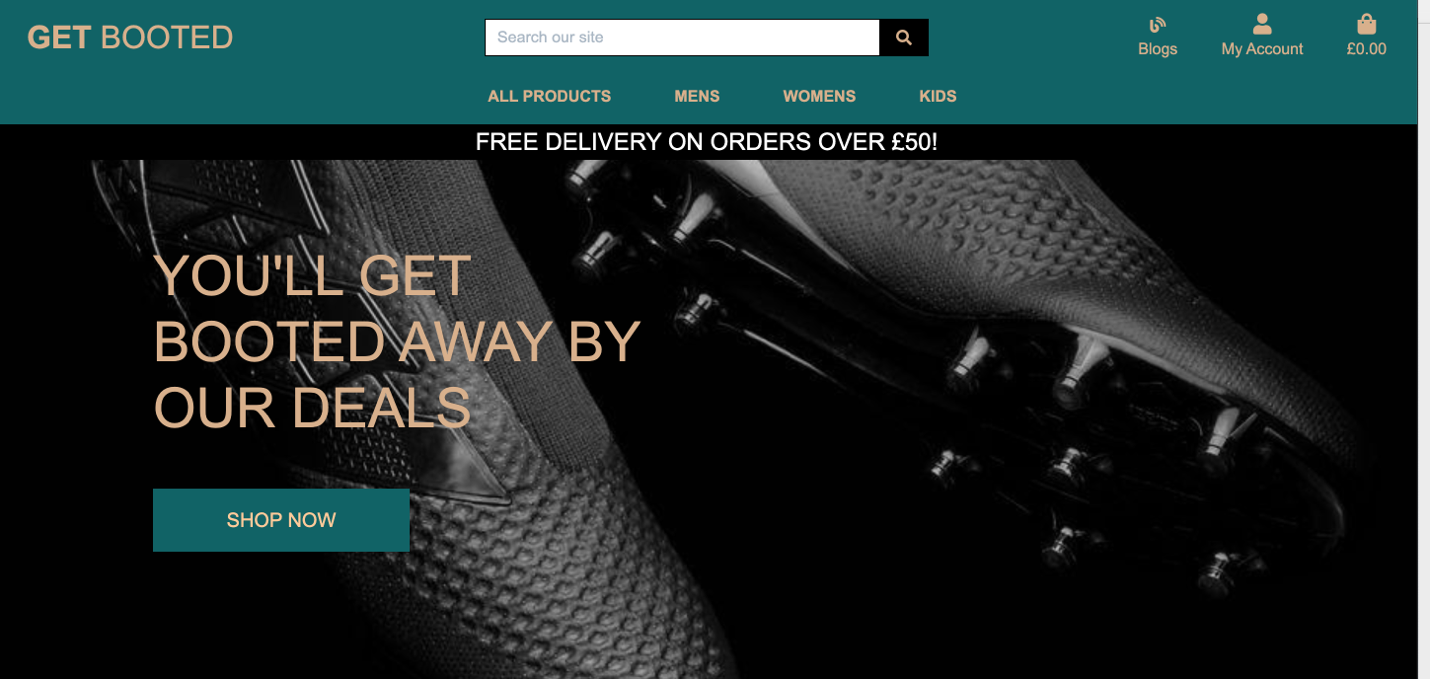 GET BOOTED
Search our site
Blogs
My Account
£0.00
ALL PRODUCTS
MENS
WOMENS
KIDS
FREE DELIVERY ON ORDERS OVER £50!
YOU'LL GET
BOOTED AWAY BY
OUR DEALS
SHOP NOW